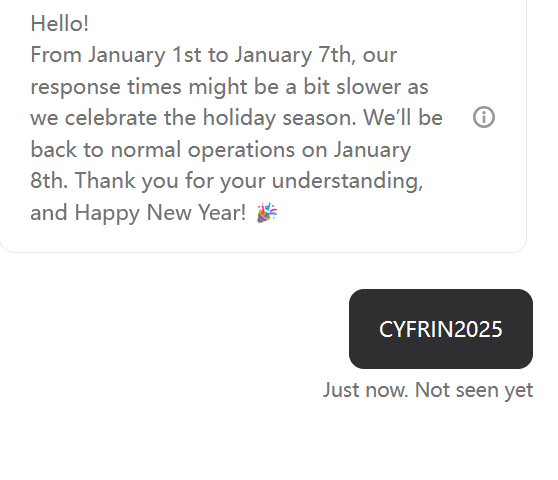 Hello!
From January 1st to January 7th, our
response times might be a bit slower as
we celebrate the holiday season. We’ll be
back to normal operations on January
8th. Thank you for your understanding,
and Happy New Year! 🎉
CYFRIN2025
Just now. Not seen yet